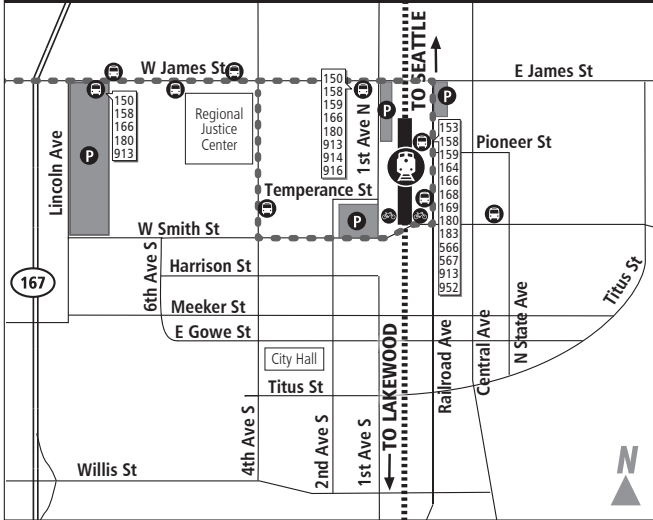 W James St
E James St
TO SEATTLE
150
158
166
180
913
Regional
Justice
Center
150
158
159
166
180
913
914
916
1st Ave N
P
P
P
153
158
159
164
166
168
169
180
183
566
567
913
952
Pioneer St
Lincoln Ave
Temperance St
P
W Smith St
167
6th Ave S
Harrison St
Meeker St
E Gowe St
City Hall
Titus St
Titus St
4th Ave S
2nd Ave S
1st Ave S
TO LAKEWOOD
Railroad Ave
Central Ave
N State Ave
Willis St
N